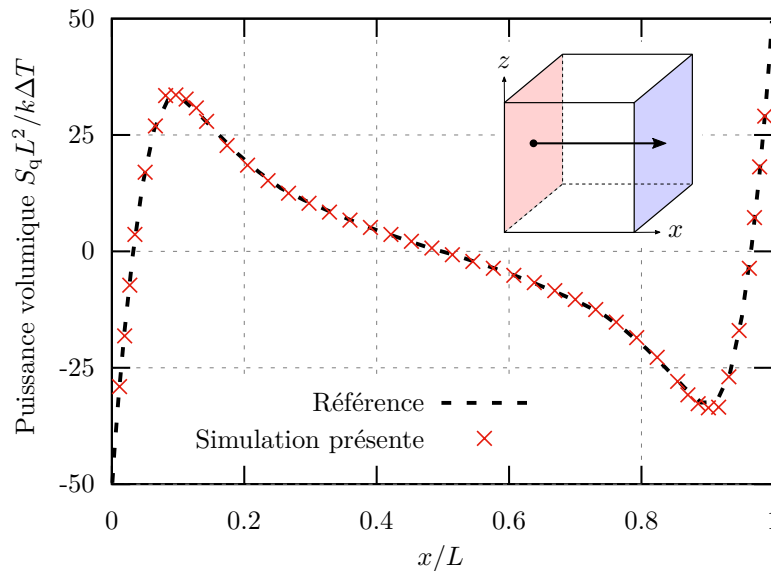 50
25
0
-25
-50
Puissance volumique S_q L^2/kΔT
z
x
Référence
Simulation présente
0
0.2
0.4
0.6
0.8
1
x/L